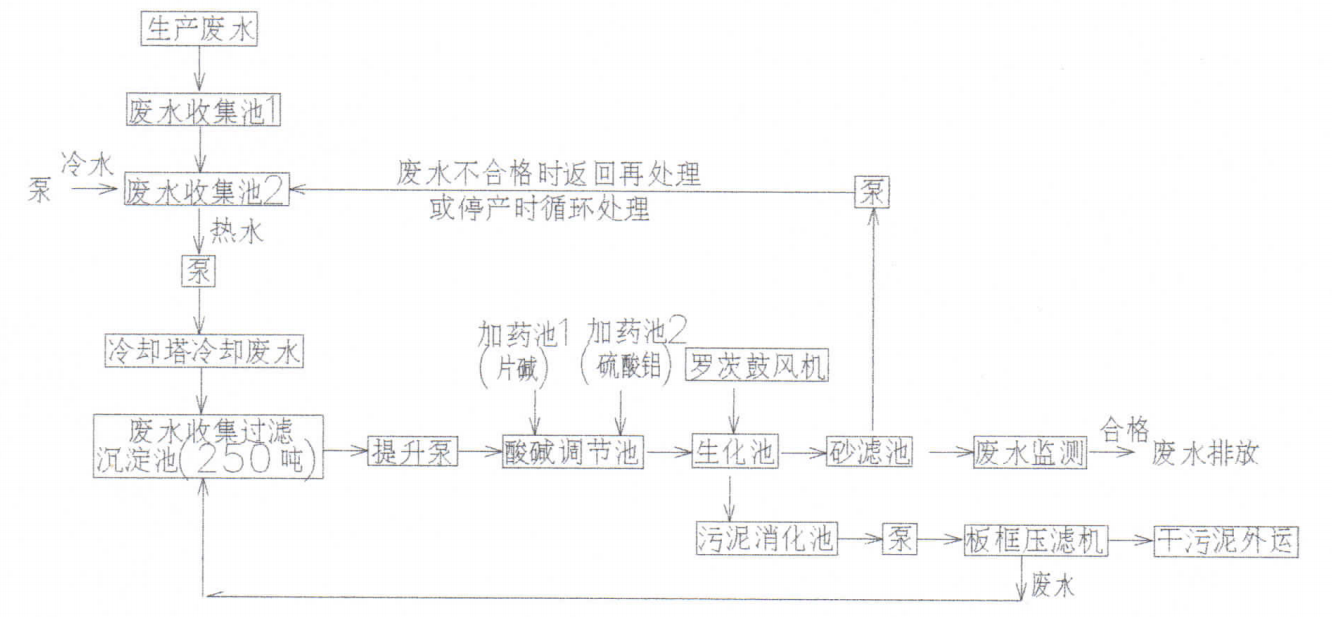 生产废水
废水收集池1
冷水
泵
废水收集池2
废水不合格时返回再处理
或停产时循环处理
泵
热水
泵
冷却塔冷却废水
加药池1
(片碱)
加药池2
(硫酸铝)
罗茨鼓风机
废水收集过滤
沉淀池(250吨)
提升泵
酸碱调节池
生化池
砂滤池
废水监测
合格
废水排放
污泥消化池
泵
板框压滤机
干污泥外运
废水